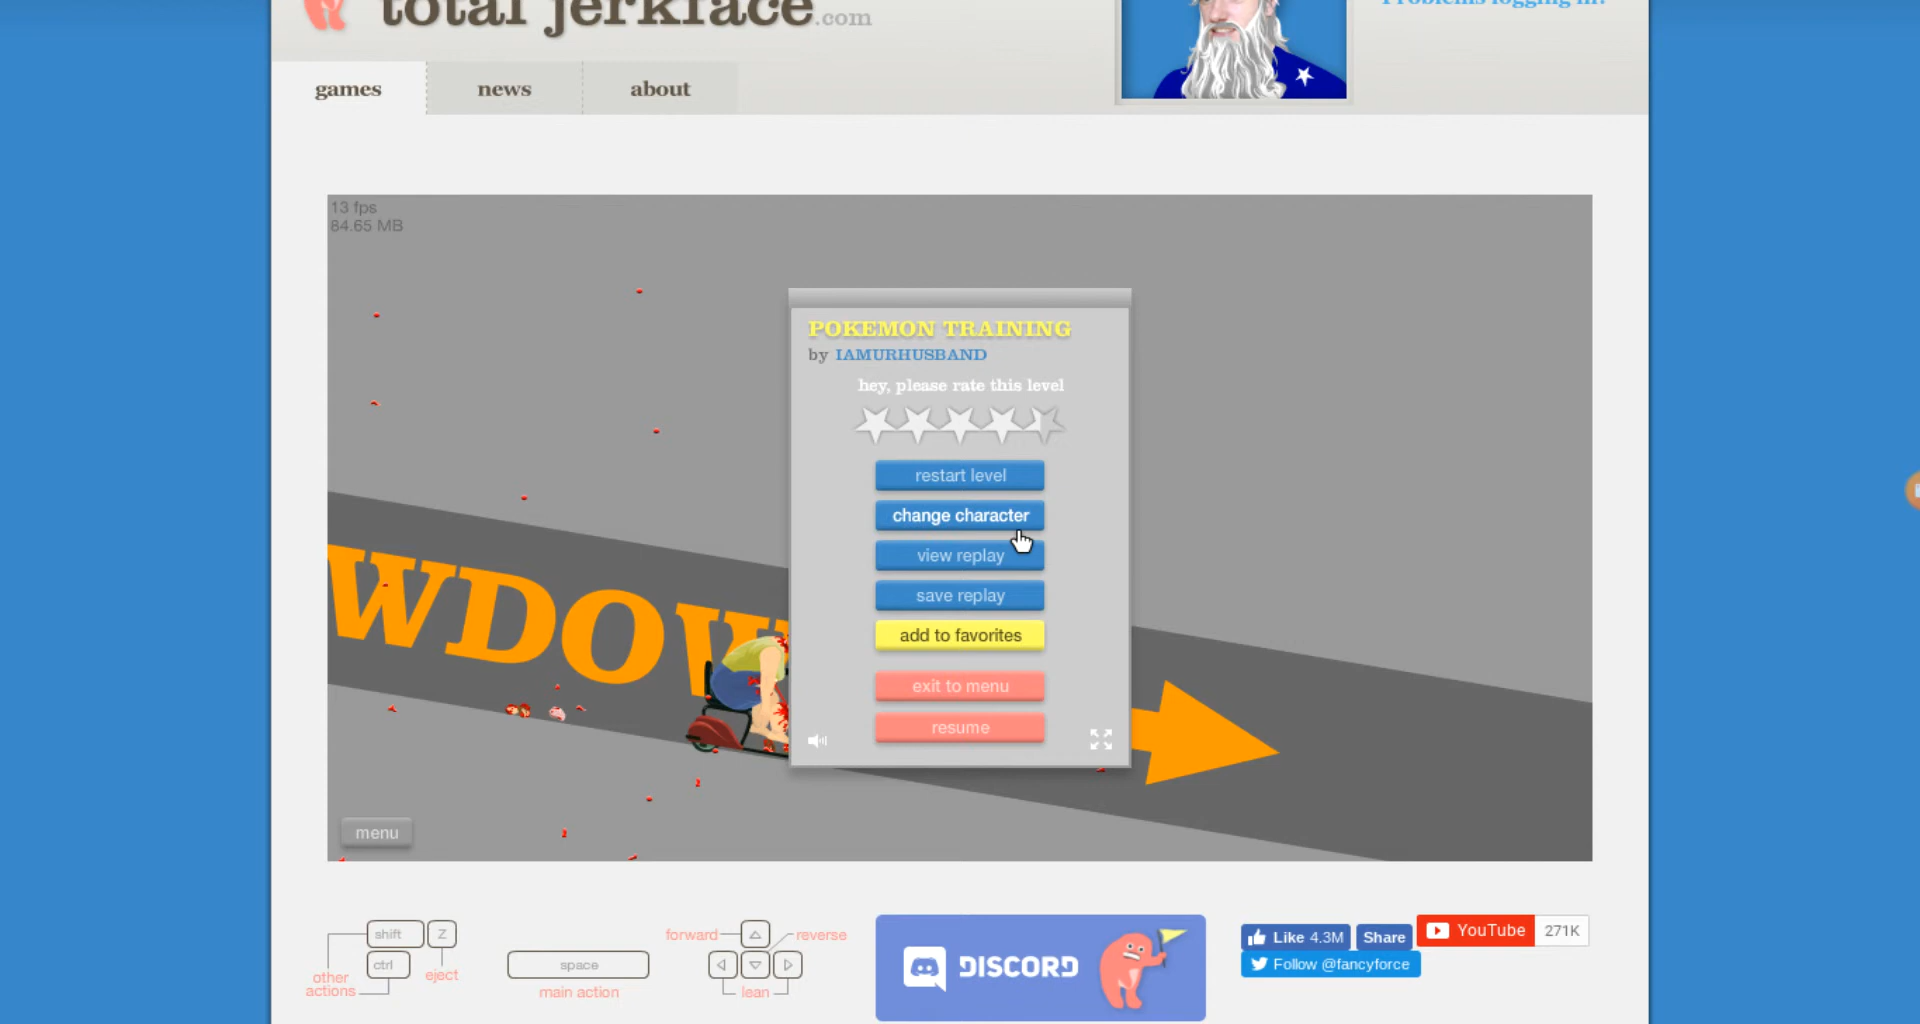 total jerkface.com
Problems logging in?
games
news
about
13 fps
84.65 MB
POKEMON TRAINING
by IAMURHUSBAND
hey, please rate this level
restart level
change character
view replay
save replay
add to favorites
exit to menu
resume
WDOW
menu
shift
Z
ctrl
eject
other
actions
space
main action
forward
reverse
lean
DISCORD
Like 4.3M
Share
YouTube
271K
Follow @fancyforce